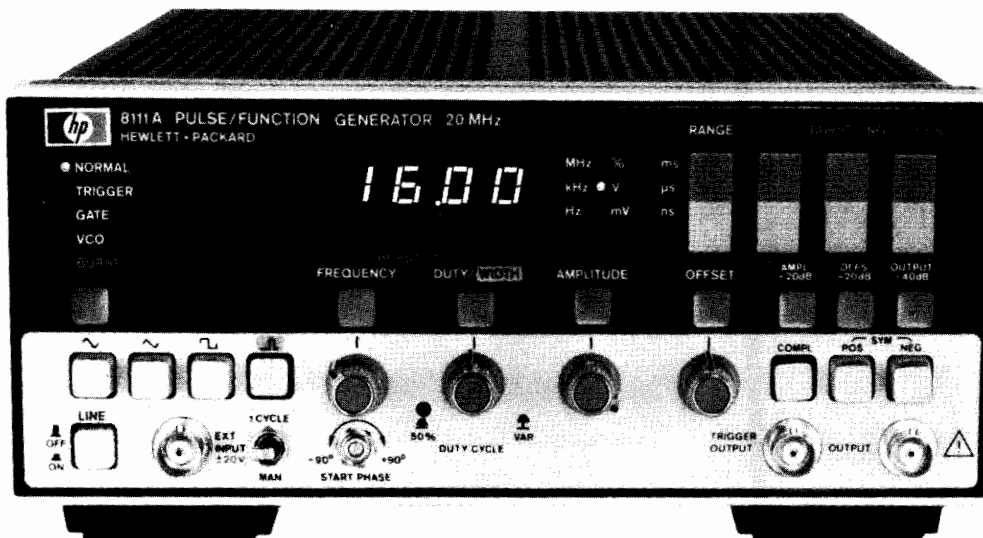 hp
8111A PULSE/FUNCTION GENERATOR 20 MHz
HEWLETT • PACKARD
RANGE
NORMAL
TRIGGER
GATE
VCO
BURST
16.00
MHz % ms
kHz V µs
Hz mV ns
FREQUENCY
DUTY/WIDTH
AMPLITUDE
OFFSET
AMPL
-20dB
OFFS
-20dB
OUTPUT
-40dB
COMPL
SYM
POS
NEG
LINE
OFF
ON
EXT
INPUT
±20V
1 CYCLE
MAN
-90°
+90°
START PHASE
50%
DUTY CYCLE
VAR
TRIGGER
OUTPUT
OUTPUT